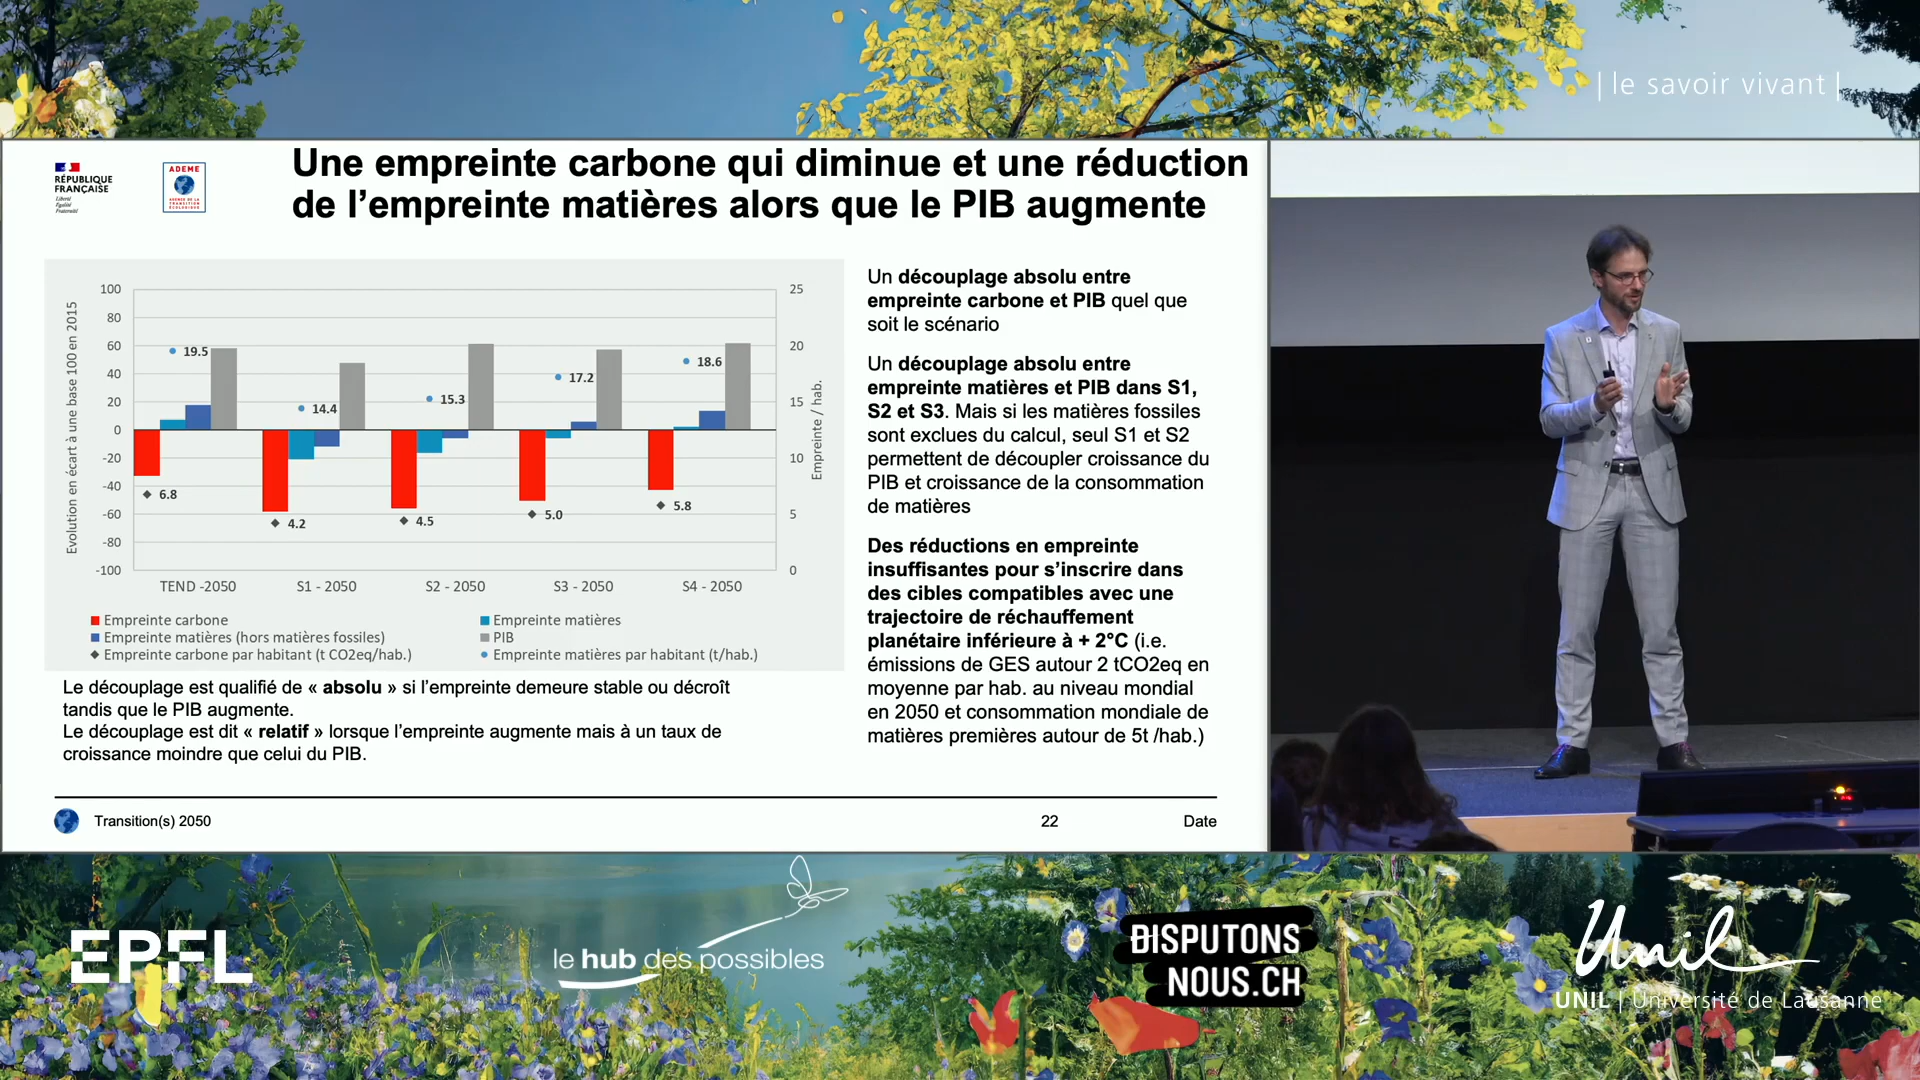 | le savoir vivant |
RÉPUBLIQUE
FRANÇAISE
Liberté
Égalité
Fraternité
ADEME
AGENCE DE LA
TRANSITION
ÉCOLOGIQUE
Une empreinte carbone qui diminue et une réduction
de l'empreinte matières alors que le PIB augmente
Evolution en écart à une base 100 en 2015
100
80
60
40
20
0
-20
-40
-60
-80
-100
25
20
15
10
5
0
Empreinte / hab.
19.5
14.4
15.3
17.2
18.6
6.8
4.2
4.5
5.0
5.8
TEND -2050
S1 - 2050
S2 - 2050
S3 - 2050
S4 - 2050
Empreinte carbone
Empreinte matières
Empreinte matières (hors matières fossiles)
PIB
Empreinte carbone par habitant (t CO2eq/hab.)
Empreinte matières par habitant (t/hab.)
Le découplage est qualifié de « absolu » si l'empreinte demeure stable ou décroît
tandis que le PIB augmente.
Le découplage est dit « relatif » lorsque l'empreinte augmente mais à un taux de
croissance moindre que celui du PIB.
Un découplage absolu entre
empreinte carbone et PIB quel que
soit le scénario
Un découplage absolu entre
empreinte matières et PIB dans S1,
S2 et S3. Mais si les matières fossiles
sont exclues du calcul, seul S1 et S2
permettent de découpler croissance du
PIB et croissance de la consommation
de matières
Des réductions en empreinte
insuffisantes pour s'inscrire dans
des cibles compatibles avec une
trajectoire de réchauffement
planétaire inférieure à + 2°C (i.e.
émissions de GES autour 2 tCO2eq en
moyenne par hab. au niveau mondial
en 2050 et consommation mondiale de
matières premières autour de 5t /hab.)
Transition(s) 2050
22
Date
EPFL
le hub des possibles
DISPUTONS
NOUS.CH
Unil
UNIL | Université de Lausanne